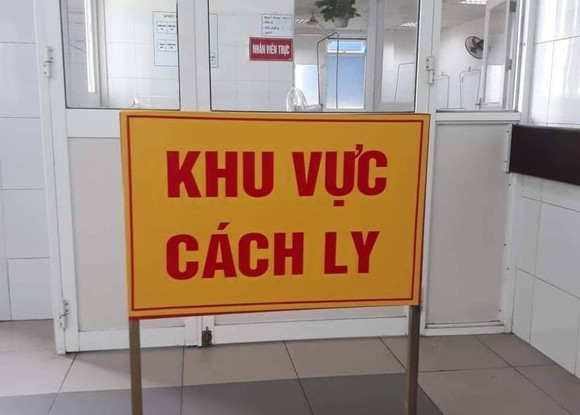 NHÂN VIÊN TRỰC
KHU VỰC
CÁCH LY